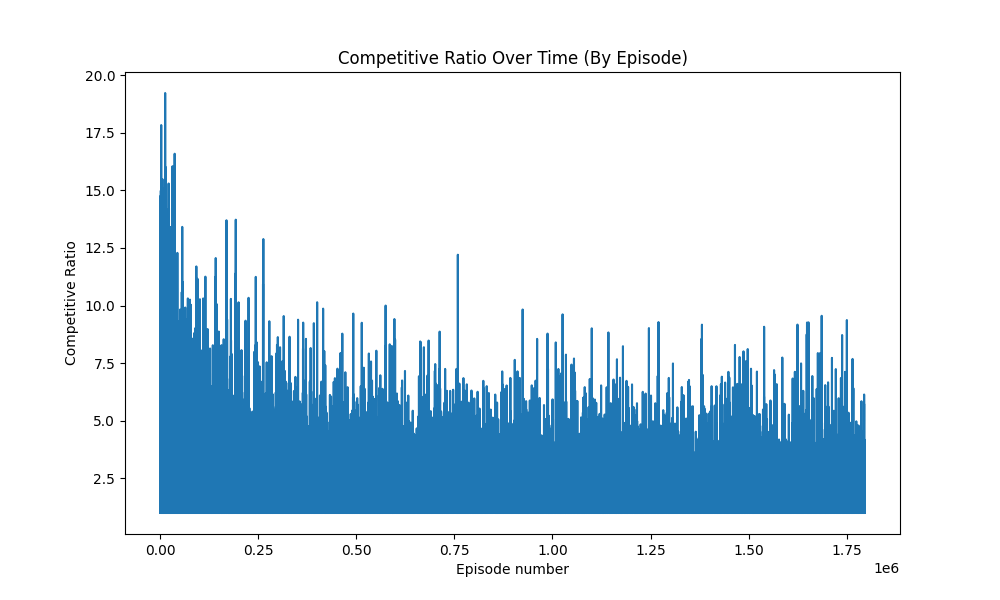 Competitive Ratio Over Time (By Episode)
20.0
17.5
15.0
12.5
10.0
7.5
5.0
2.5
Competitive Ratio
0.00 0.25 0.50 0.75 1.00 1.25 1.50 1.75
1e6
Episode number